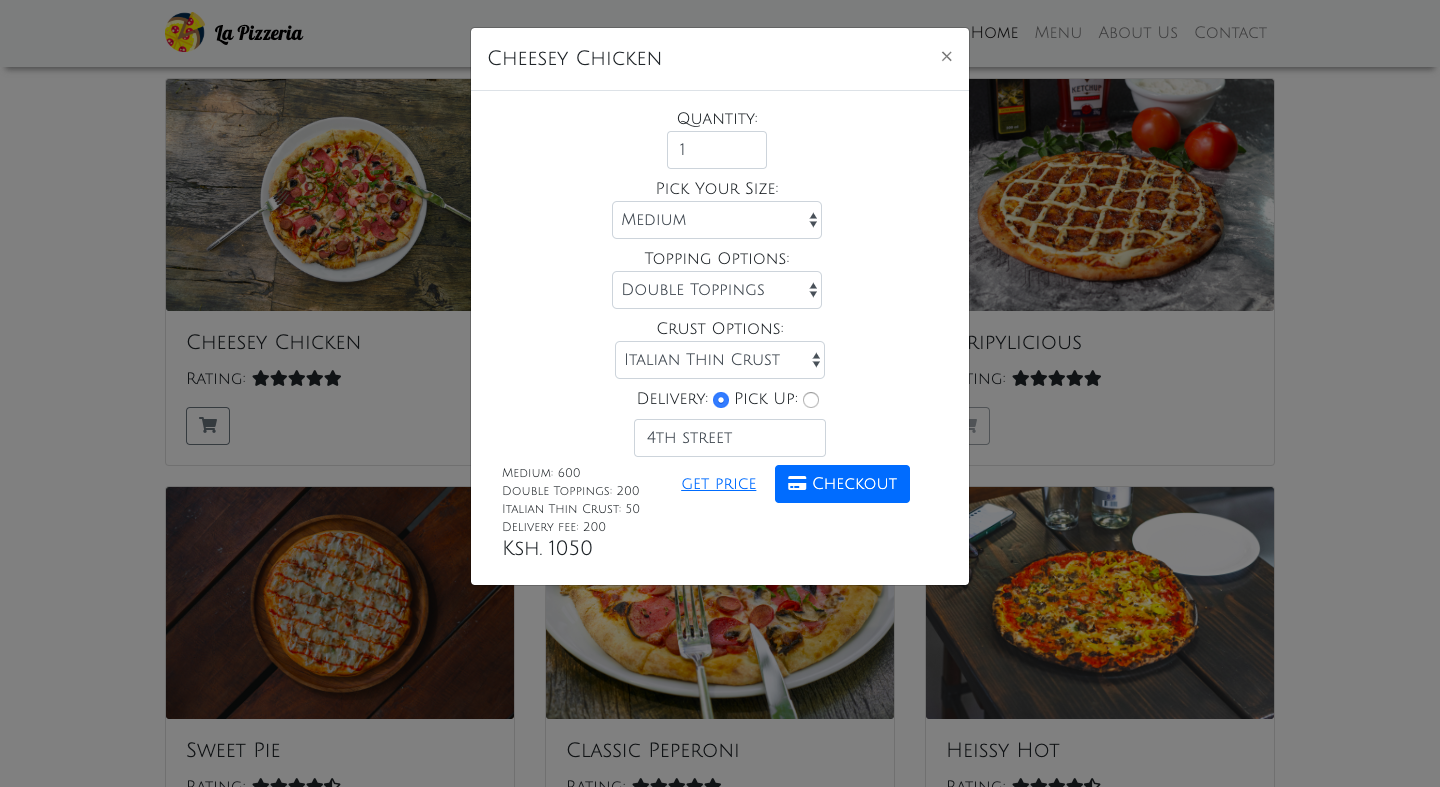 La Pizzeria
Home Menu About Us Contact
Cheesey Chicken ×
Quantity:
1
Pick Your Size:
Medium
Topping Options:
Double Toppings
Crust Options:
Italian Thin Crust
Delivery: Pick Up:
4th street
Medium: 600
Double Toppings: 200
Italian Thin Crust: 50
Delivery fee: 200
Ksh. 1050
get price
Checkout
KETCHUP
Cheesey Chicken
Rating:
ripylicious
ting:
Sweet Pie
Rating:
Classic Peperoni
Rating:
Heissy Hot
Rating: